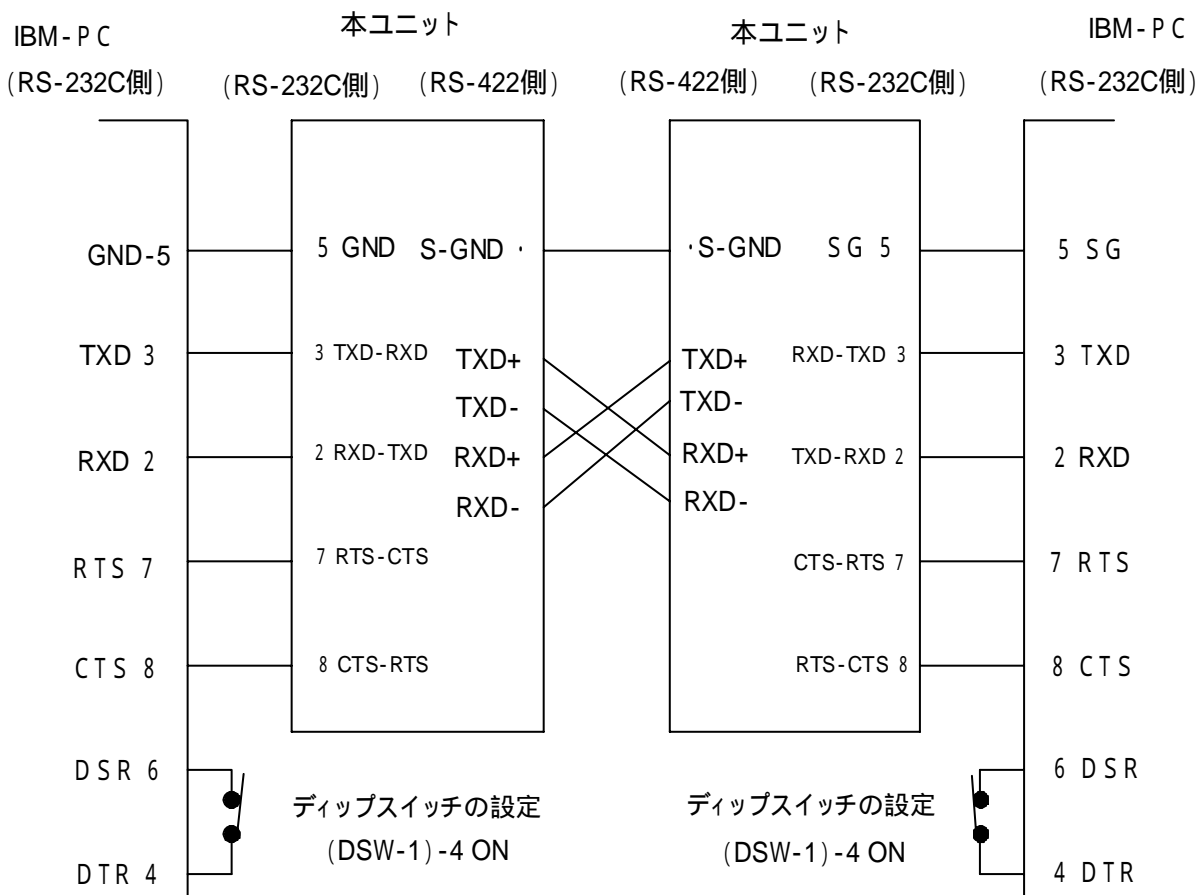 IBM-PC 本ユニット 本ユニット IBM-PC
(RS-232C側) (RS-232C側) (RS-422側) (RS-422側) (RS-232C側) (RS-232C側)
GND-5 5 GND S-GND ・ ・S-GND SG 5 5 SG
TXD 3 3 TXD-RXD TXD+ TXD+ RXD-TXD 3 3 TXD
TXD- TXD-
RXD 2 2 RXD-TXD RXD+ RXD+ TXD-RXD 2 2 RXD
RXD- RXD-
RTS 7 7 RTS-CTS CTS-RTS 7 7 RTS
CTS 8 8 CTS-RTS RTS-CTS 8 8 CTS
DSR 6 6 DSR
ディップスイッチの設定 ディップスイッチの設定
(DSW-1)-4 ON (DSW-1)-4 ON
DTR 4 4 DTR